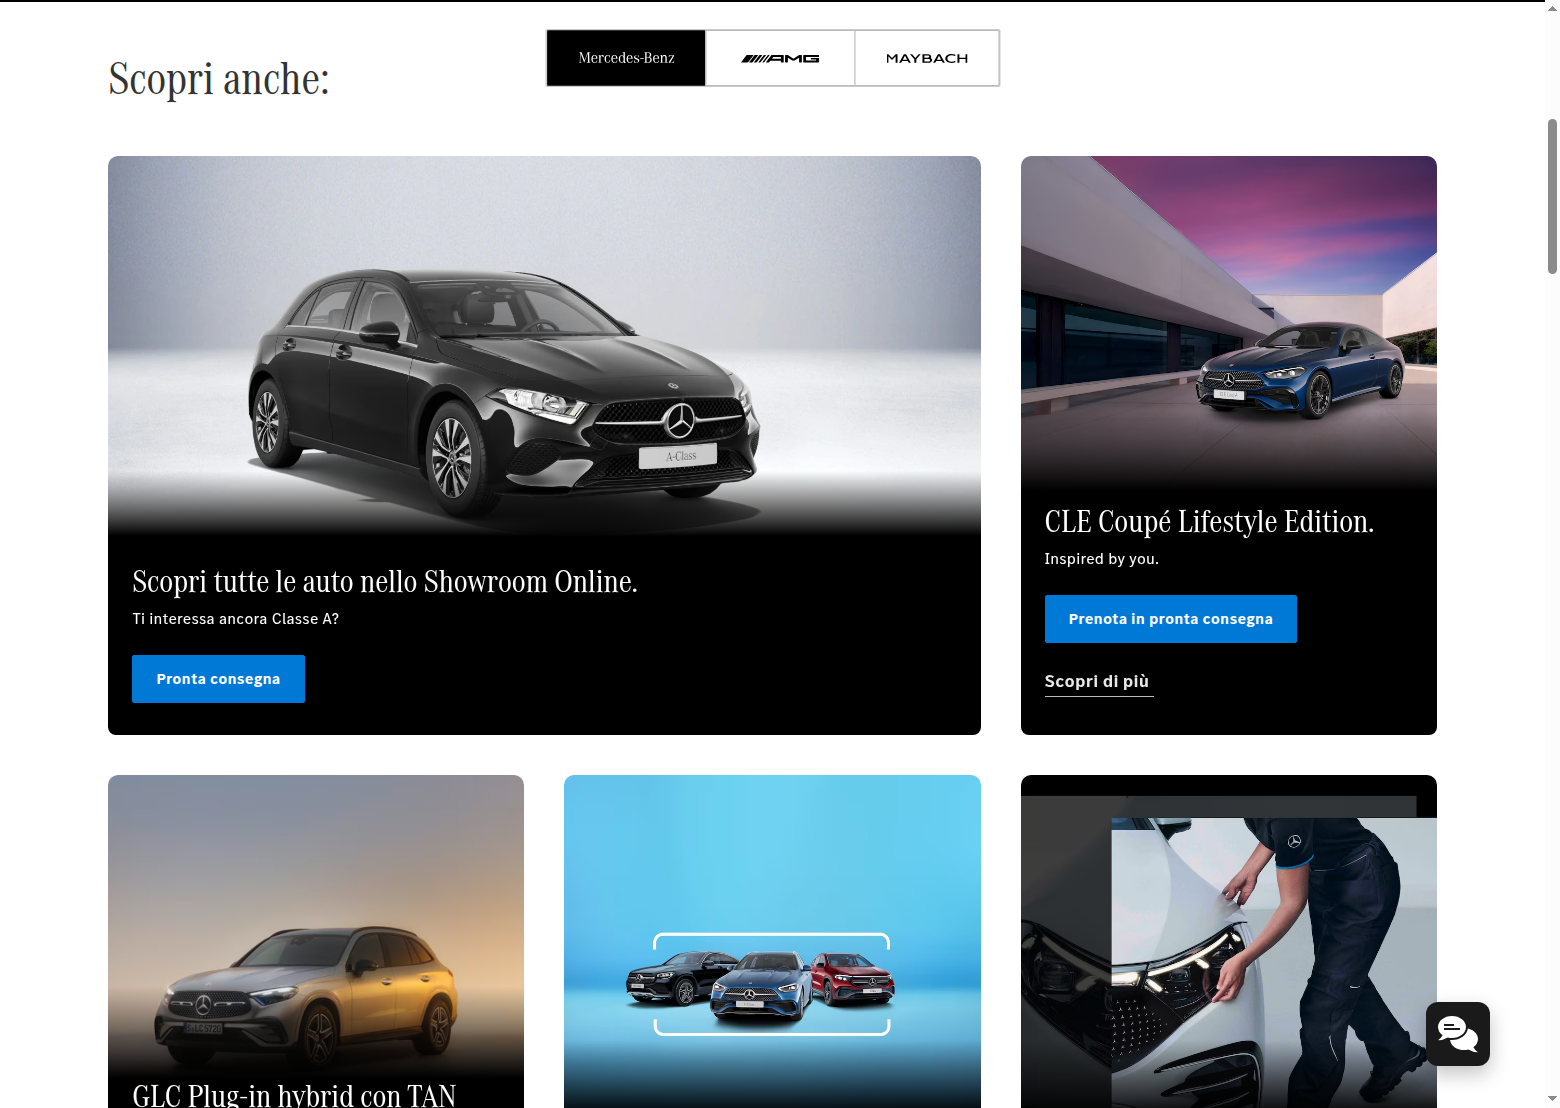 Scopri anche:
Mercedes-Benz
AMG
MAYBACH
A-Class
Scopri tutte le auto nello Showroom Online.
Ti interessa ancora Classe A?
Pronta consegna
CLE Coupé Lifestyle Edition.
Inspired by you.
Prenota in pronta consegna
Scopri di più
GLC Plug-in hybrid con TAN